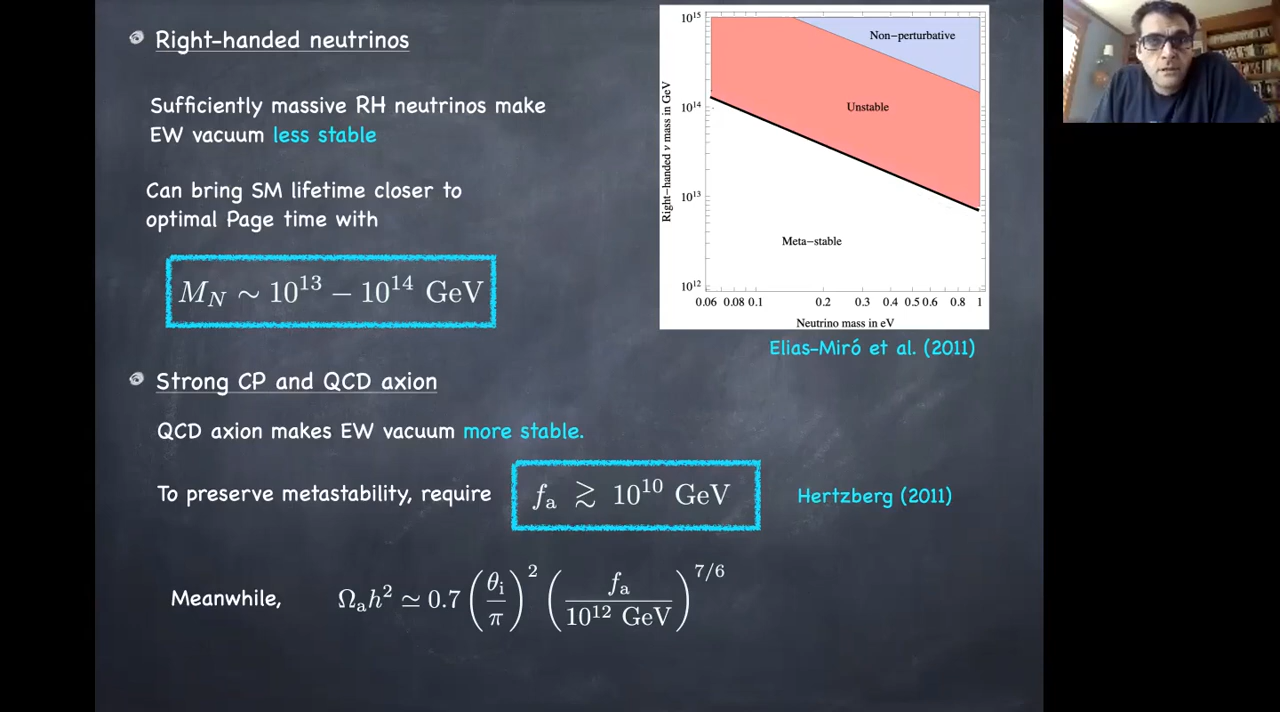 Right-handed neutrinos
Sufficiently massive RH neutrinos make
EW vacuum less stable
Can bring SM lifetime closer to
optimal Page time with
M_N ∼ 10^13 − 10^14 GeV
10^15
10^14
10^13
10^12
Right-handed ν mass in GeV
Non-perturbative
Unstable
Meta-stable
0.06 0.08 0.1 0.2 0.3 0.4 0.5 0.6 0.8 1
Neutrino mass in eV
Elias-Miró et al. (2011)
Strong CP and QCD axion
QCD axion makes EW vacuum more stable.
To preserve metastability, require f_a ≳ 10^10 GeV Hertzberg (2011)
Meanwhile, Ω_a h^2 ≃ 0.7 (θ_i/π)^2 (f_a/10^12 GeV)^7/6